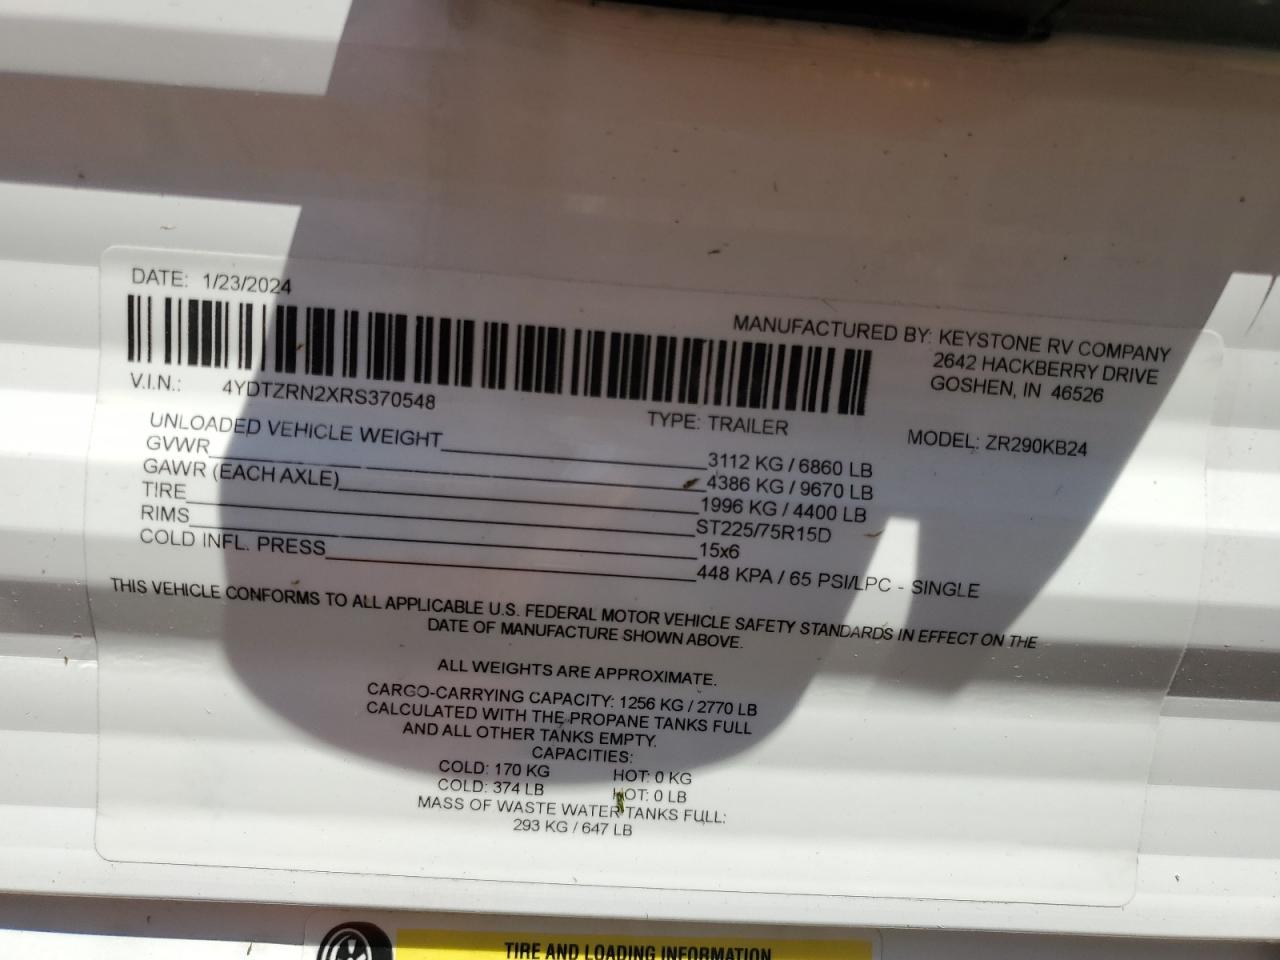 DATE: 1/23/2024
MANUFACTURED BY: KEYSTONE RV COMPANY
2642 HACKBERRY DRIVE
GOSHEN, IN 46526
V.I.N.: 4YDTZRN2XRS370548
TYPE: TRAILER
MODEL: ZR290KB24
UNLOADED VEHICLE WEIGHT 3112 KG / 6860 LB
GVWR 4386 KG / 9670 LB
GAWR (EACH AXLE) 1996 KG / 4400 LB
TIRE ST225/75R15D
RIMS 15x6
COLD INFL. PRESS 448 KPA / 65 PSI/LPC - SINGLE
THIS VEHICLE CONFORMS TO ALL APPLICABLE U.S. FEDERAL MOTOR VEHICLE SAFETY STANDARDS IN EFFECT ON THE
DATE OF MANUFACTURE SHOWN ABOVE.
ALL WEIGHTS ARE APPROXIMATE.
CARGO-CARRYING CAPACITY: 1256 KG / 2770 LB
CALCULATED WITH THE PROPANE TANKS FULL
AND ALL OTHER TANKS EMPTY.
CAPACITIES:
COLD: 170 KG HOT: 0 KG
COLD: 374 LB HOT: 0 LB
MASS OF WASTE WATER TANKS FULL:
293 KG / 647 LB
TIRE AND LOADING INFORMATION